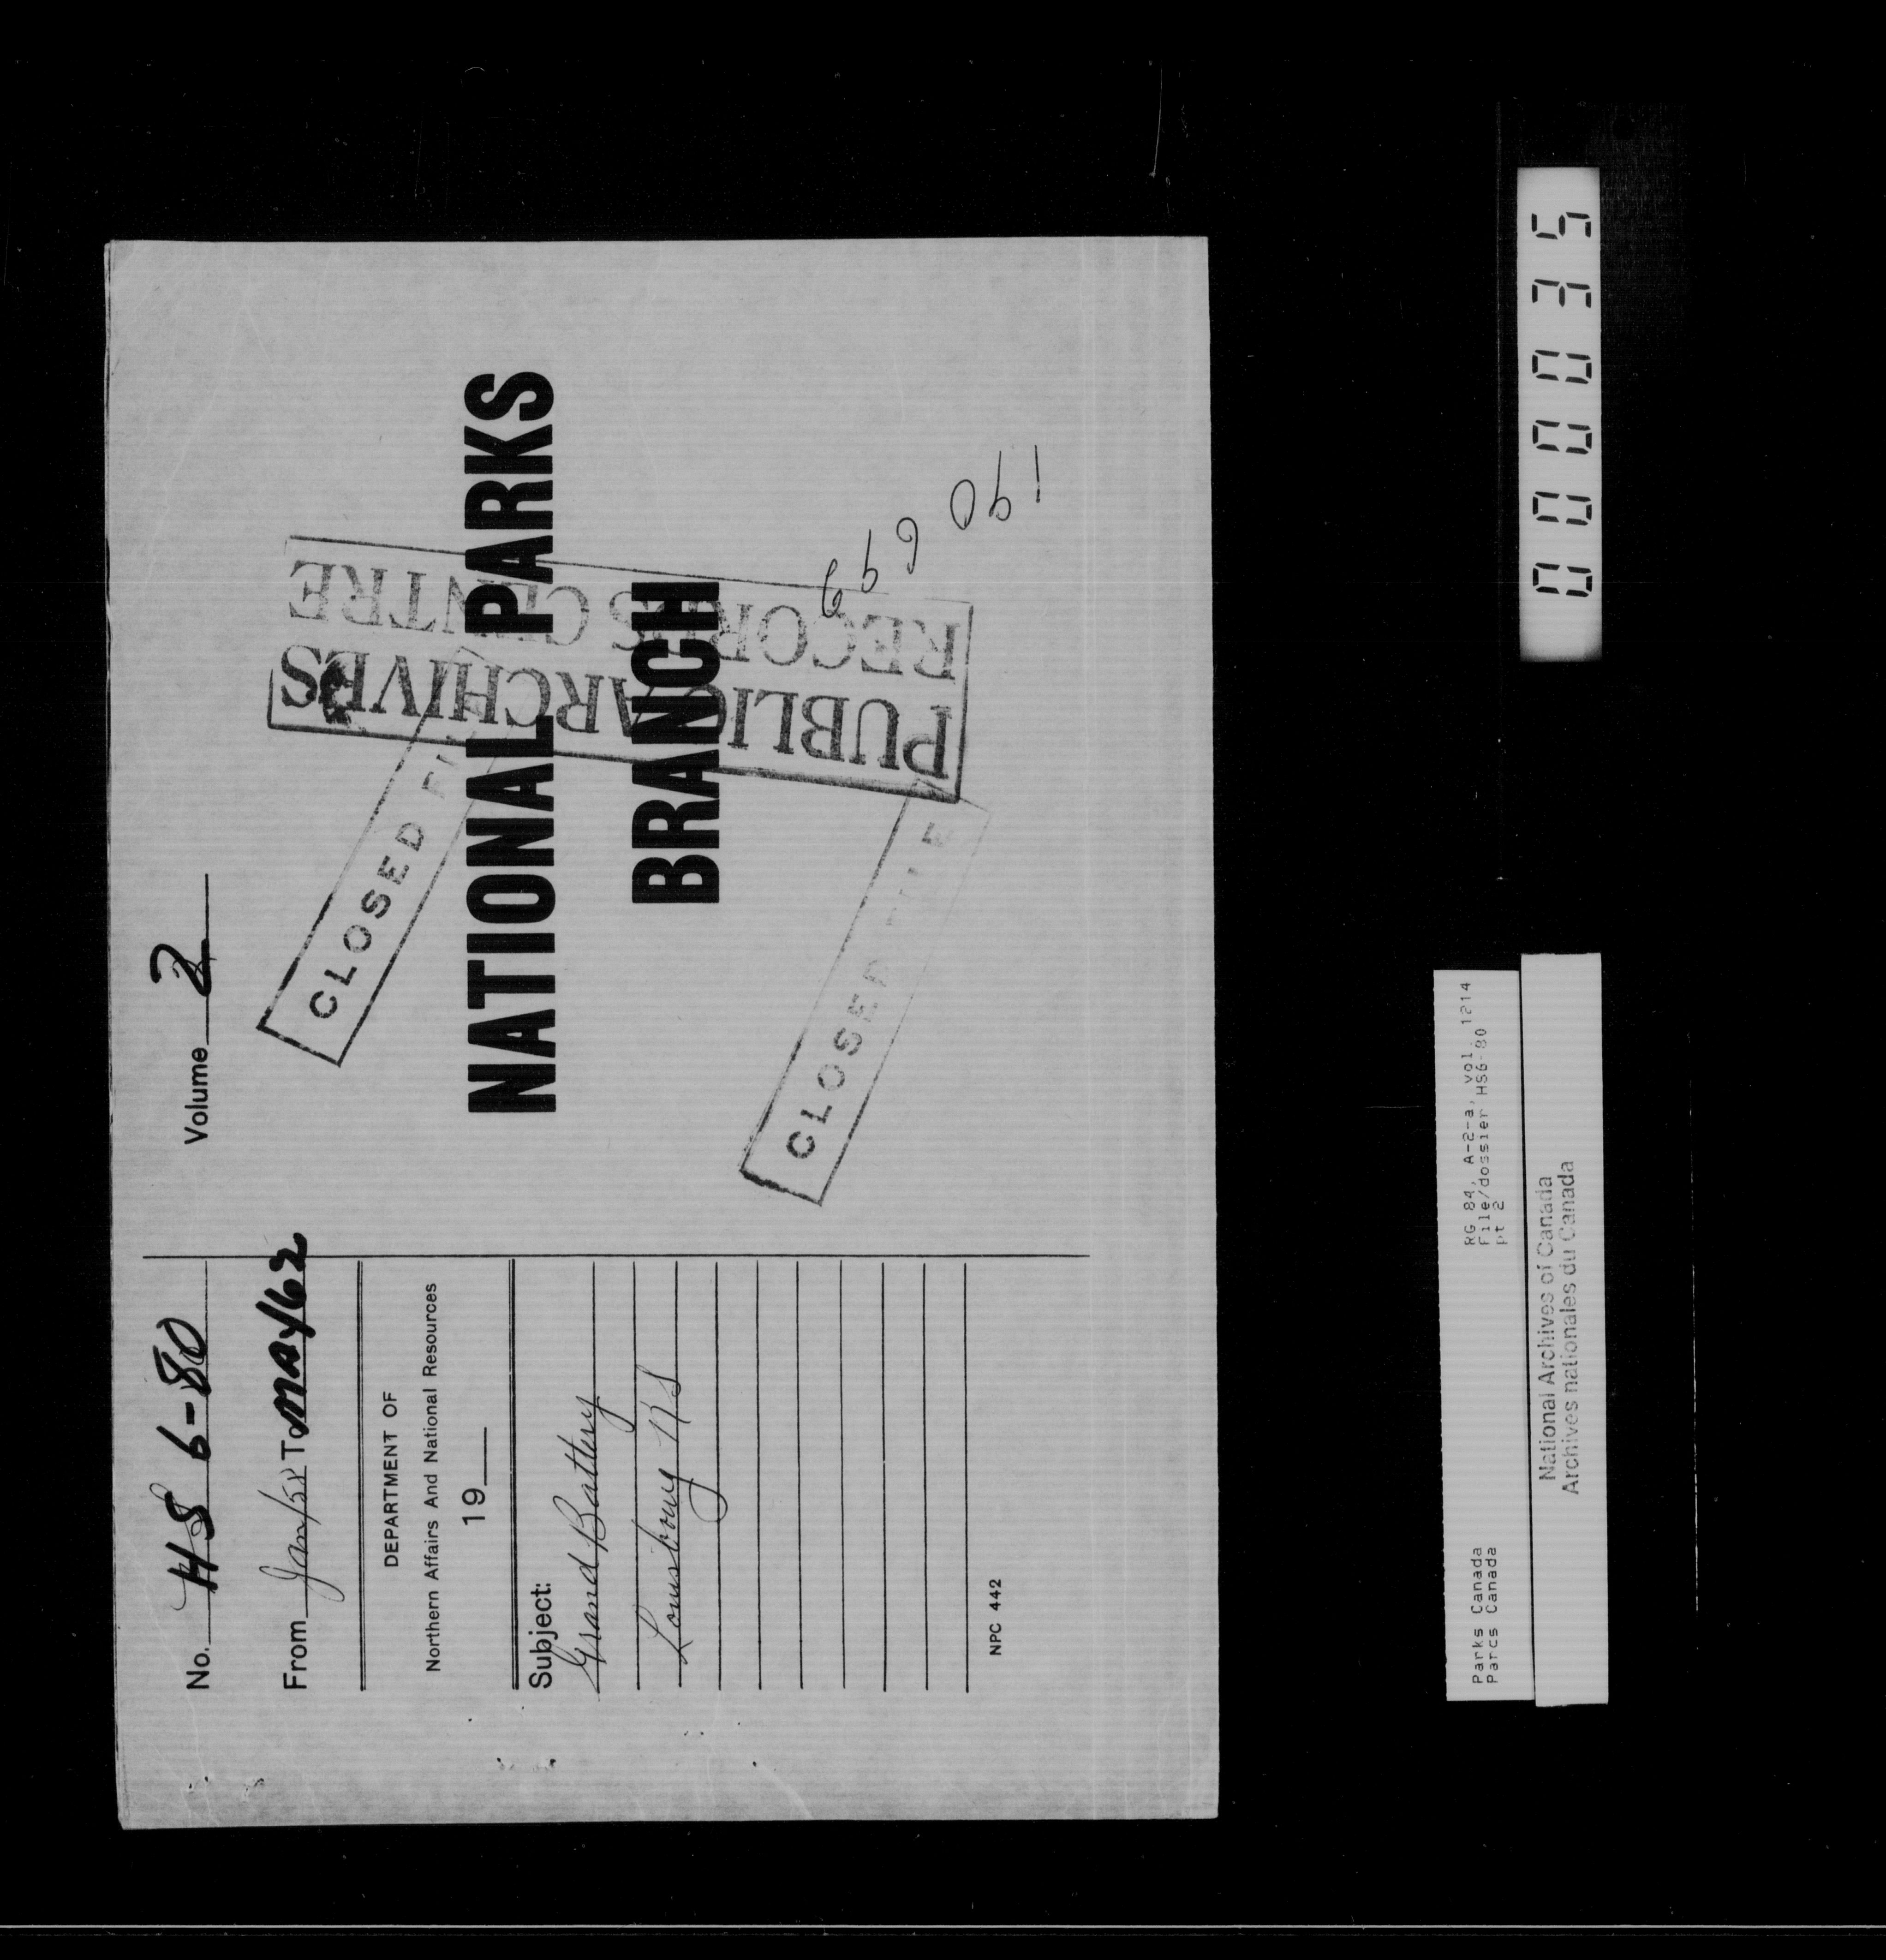 No. HS 6-80
Volume 2
From Jan/58 To May/62
DEPARTMENT OF
Northern Affairs And National Resources
19
Subject:
Grand Battery
Louisbourg NS
NPC 442
NATIONAL PARKS
BRANCH
CLOSED
CLOSED FILE
PUBLIC ARCHIVES
RECORDS CENTRE
Parks Canada
Parcs Canada
RG 84, A-2-a, vol. 1214
File/dossier HS6-80
pt 2
National Archives of Canada
Archives nationales du Canada
000035